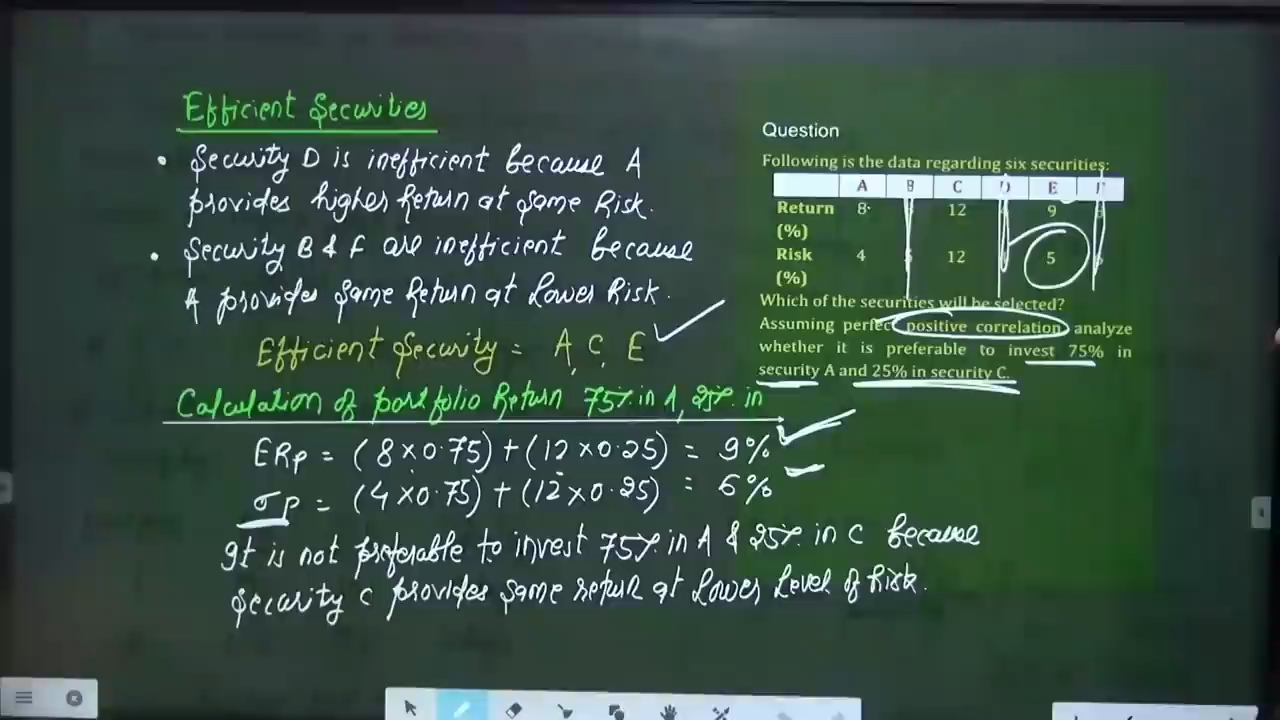 Efficient Securities
• Security D is inefficient because A
provides higher Return at Same Risk.
• Security B & F are inefficient because
A provides Same Return at Lower Risk.
Efficient Security = A, C, E
Calculation of portfolio Return 75% in A, 25% in
ERp = (8×0.75) + (12×0.25) = 9%
σp = (4×0.75) + (12×0.25) = 6%
It is not preferable to invest 75% in A & 25% in C because
Security C provides Same return at Lower Level of Risk.
Question
Following is the data regarding six securities:
A B C D E F
Return 8 12 9
(%)
Risk 4 12 5
(%)
Which of the securities will be selected?
Assuming perfect positive correlation, analyze
whether it is preferable to invest 75% in
security A and 25% in security C.